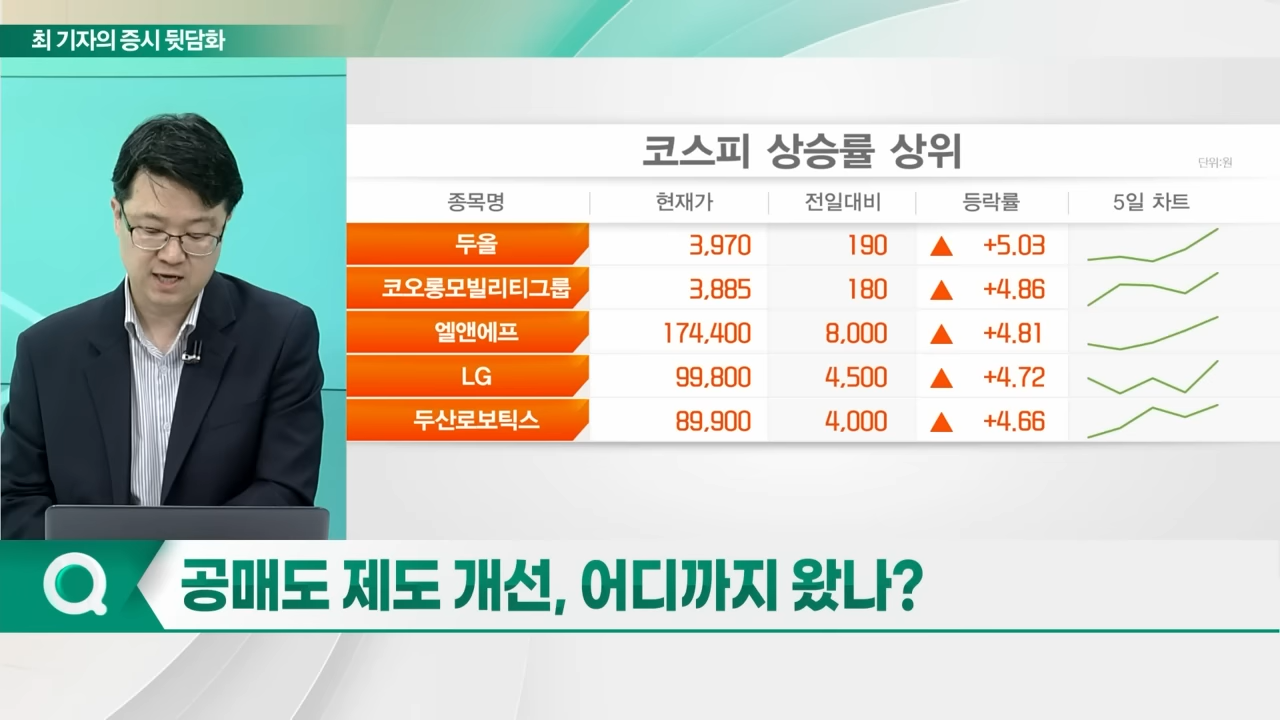 최 기자의 증시 뒷담화
코스피 상승률 상위
단위:원
종목명 현재가 전일대비 등락률 5일 차트
두올 3,970 190 ▲ +5.03
코오롱모빌리티그룹 3,885 180 ▲ +4.86
엘앤에프 174,400 8,000 ▲ +4.81
LG 99,800 4,500 ▲ +4.72
두산로보틱스 89,900 4,000 ▲ +4.66
공매도 제도 개선, 어디까지 왔나?